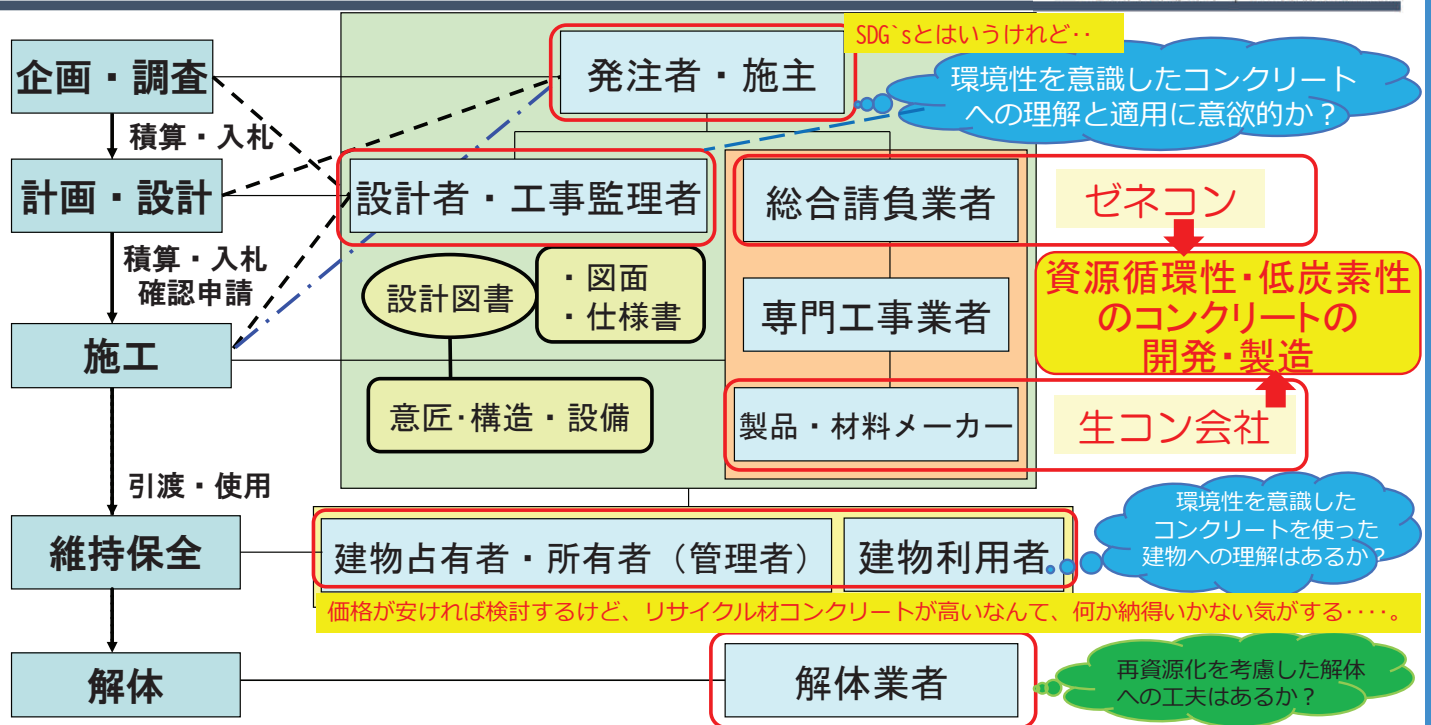 SDG`sとはいうけれど‥
企画・調査
発注者・施主
環境性を意識したコンクリート
への理解と適用に意欲的か？
積算・入札
計画・設計
設計者・工事監理者
総合請負業者
ゼネコン
積算・入札
確認申請
設計図書
・図面
・仕様書
専門工事業者
資源循環性・低炭素性
のコンクリートの
開発・製造
施工
意匠・構造・設備
製品・材料メーカー
生コン会社
引渡・使用
維持保全
建物占有者・所有者（管理者）
建物利用者
環境性を意識した
コンクリートを使った
建物への理解はあるか？
価格が安ければ検討するけど、リサイクル材コンクリートが高いなんて、何か納得いかない気がする‥‥。
解体
解体業者
再資源化を考慮した解体
への工夫はあるか？